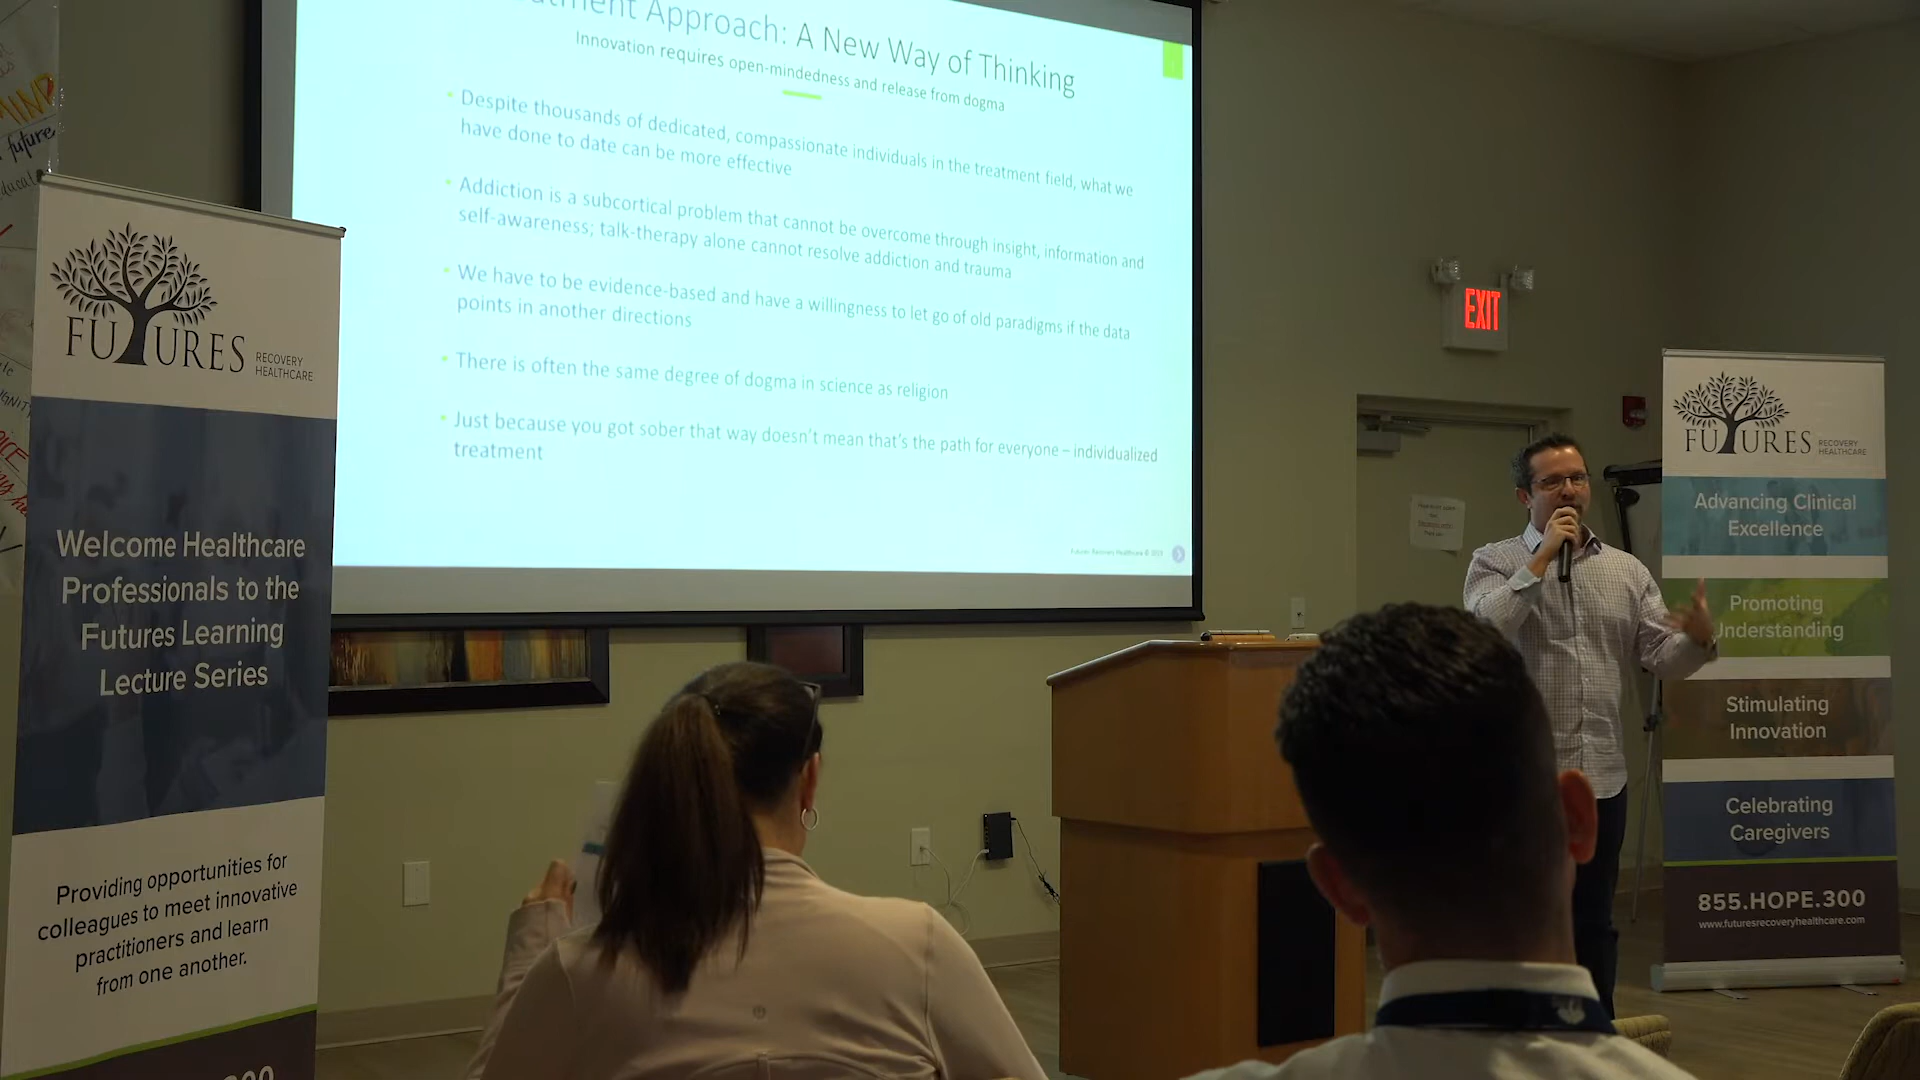 MIND
future
Treatment Approach: A New Way of Thinking
Innovation requires open-mindedness and release from dogma
• Despite thousands of dedicated, compassionate individuals in the treatment field, what we
have done to date can be more effective
• Addiction is a subcortical problem that cannot be overcome through insight, information and
self-awareness; talk-therapy alone cannot resolve addiction and trauma
• We have to be evidence-based and have a willingness to let go of old paradigms if the data
points in another directions
• There is often the same degree of dogma in science as religion
• Just because you got sober that way doesn't mean that's the path for everyone – individualized
treatment
Futures Recovery Healthcare ©
FUTURES
RECOVERY
HEALTHCARE
Welcome Healthcare
Professionals to the
Futures Learning
Lecture Series
Providing opportunities for
colleagues to meet innovative
practitioners and learn
from one another.
EXIT
FUTURES
RECOVERY
HEALTHCARE
Advancing Clinical
Excellence
Promoting
Understanding
Stimulating
Innovation
Celebrating
Caregivers
855.HOPE.300
www.futuresrecoveryhealthcare.com